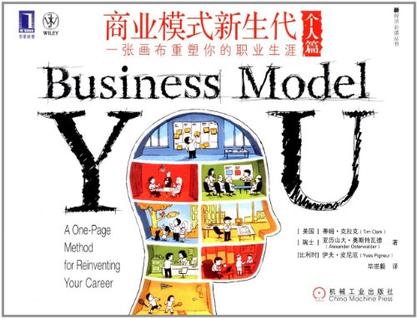 商业模式新生代
个人篇
一张画布重塑你的职业生涯
WILEY
Business Model
YOU
A One-Page
Method
for Reinventing
Your Career
[ 美国 ] 蒂姆·克拉克 (Tim Clark)
[ 瑞士 ] 亚历山大·奥斯特瓦德
(Alexander Osterwalder)
[比利时] 伊夫·皮尼厄 (Yves Pigneur)
毕崇毅 译
机械工业出版社
China Machine Press